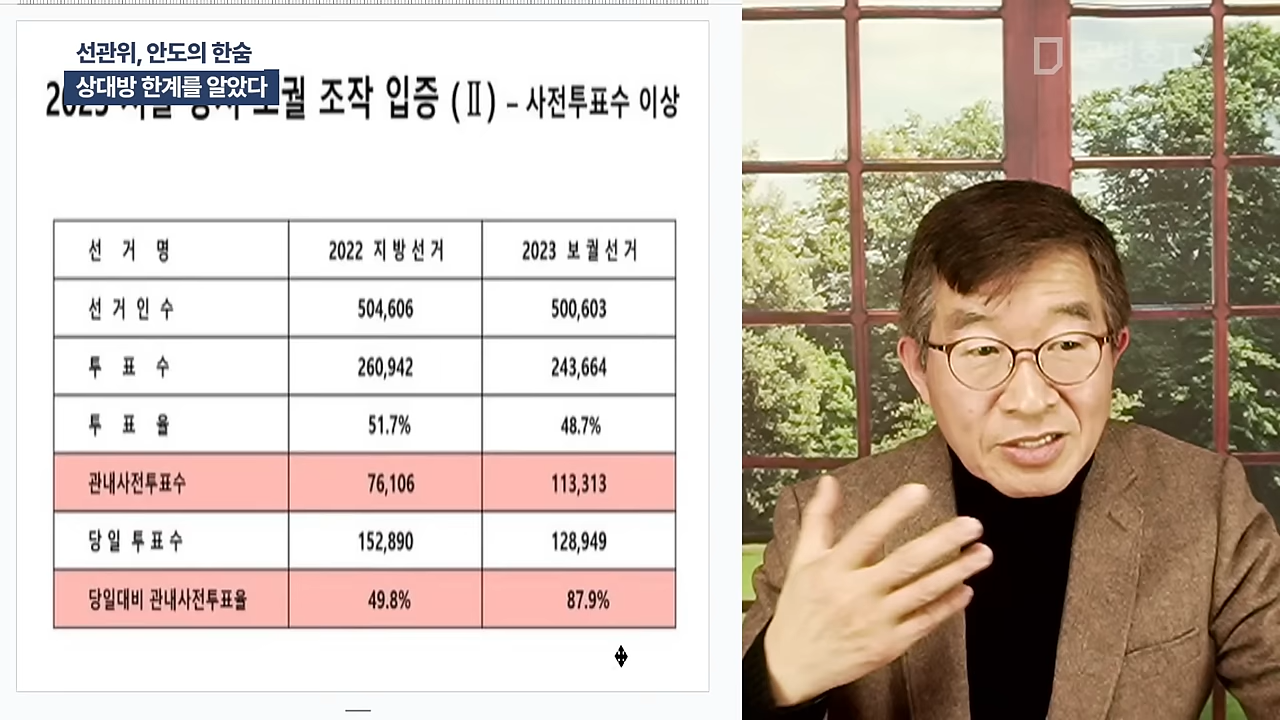 선관위, 안도의 한숨
상대방 한계를 알았다
조작 입증 (Ⅱ) – 사전투표수 이상
선 거 명 2022 지방선거 2023 보궐선거
선 거 인 수 504,606 500,603
투 표 수 260,942 243,664
투 표 율 51.7% 48.7%
관내사전투표수 76,106 113,313
당일 투표수 152,890 128,949
당일대비 관내사전투표율 49.8% 87.9%